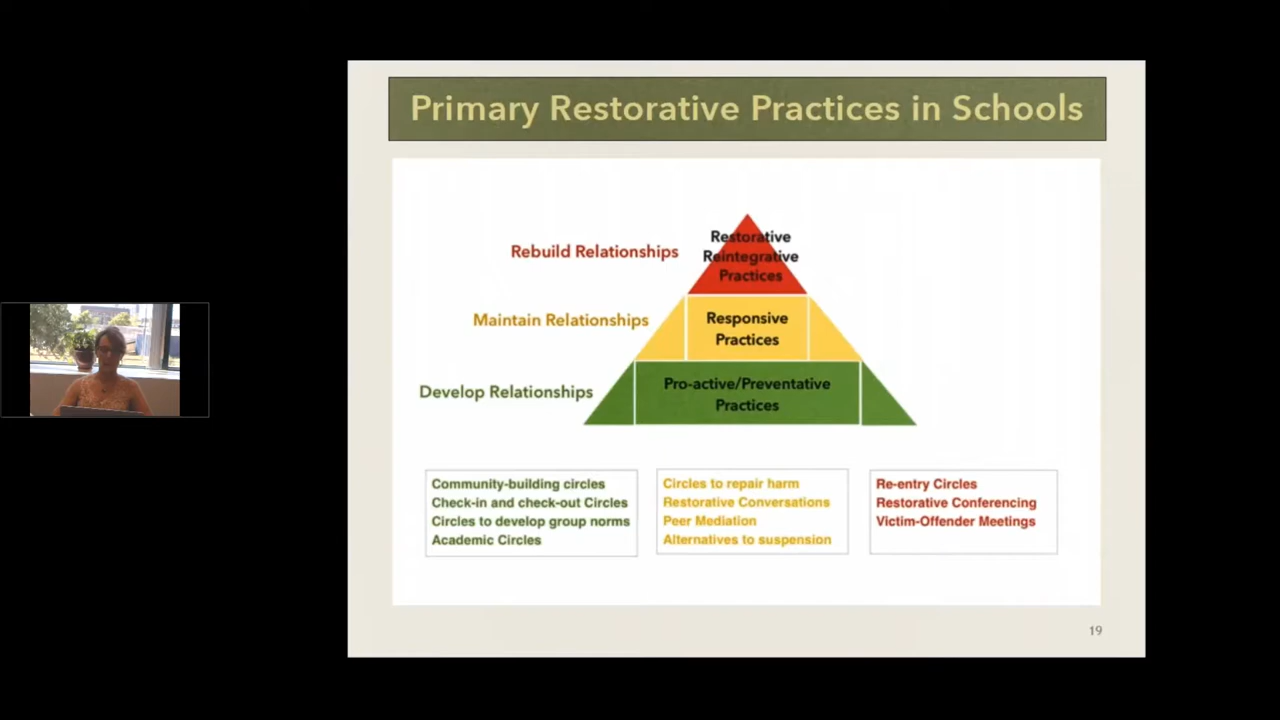 Primary Restorative Practices in Schools
Rebuild Relationships
Restorative
Reintegrative
Practices
Maintain Relationships
Responsive
Practices
Develop Relationships
Pro-active/Preventative
Practices
Community-building circles
Check-in and check-out Circles
Circles to develop group norms
Academic Circles
Circles to repair harm
Restorative Conversations
Peer Mediation
Alternatives to suspension
Re-entry Circles
Restorative Conferencing
Victim-Offender Meetings
19